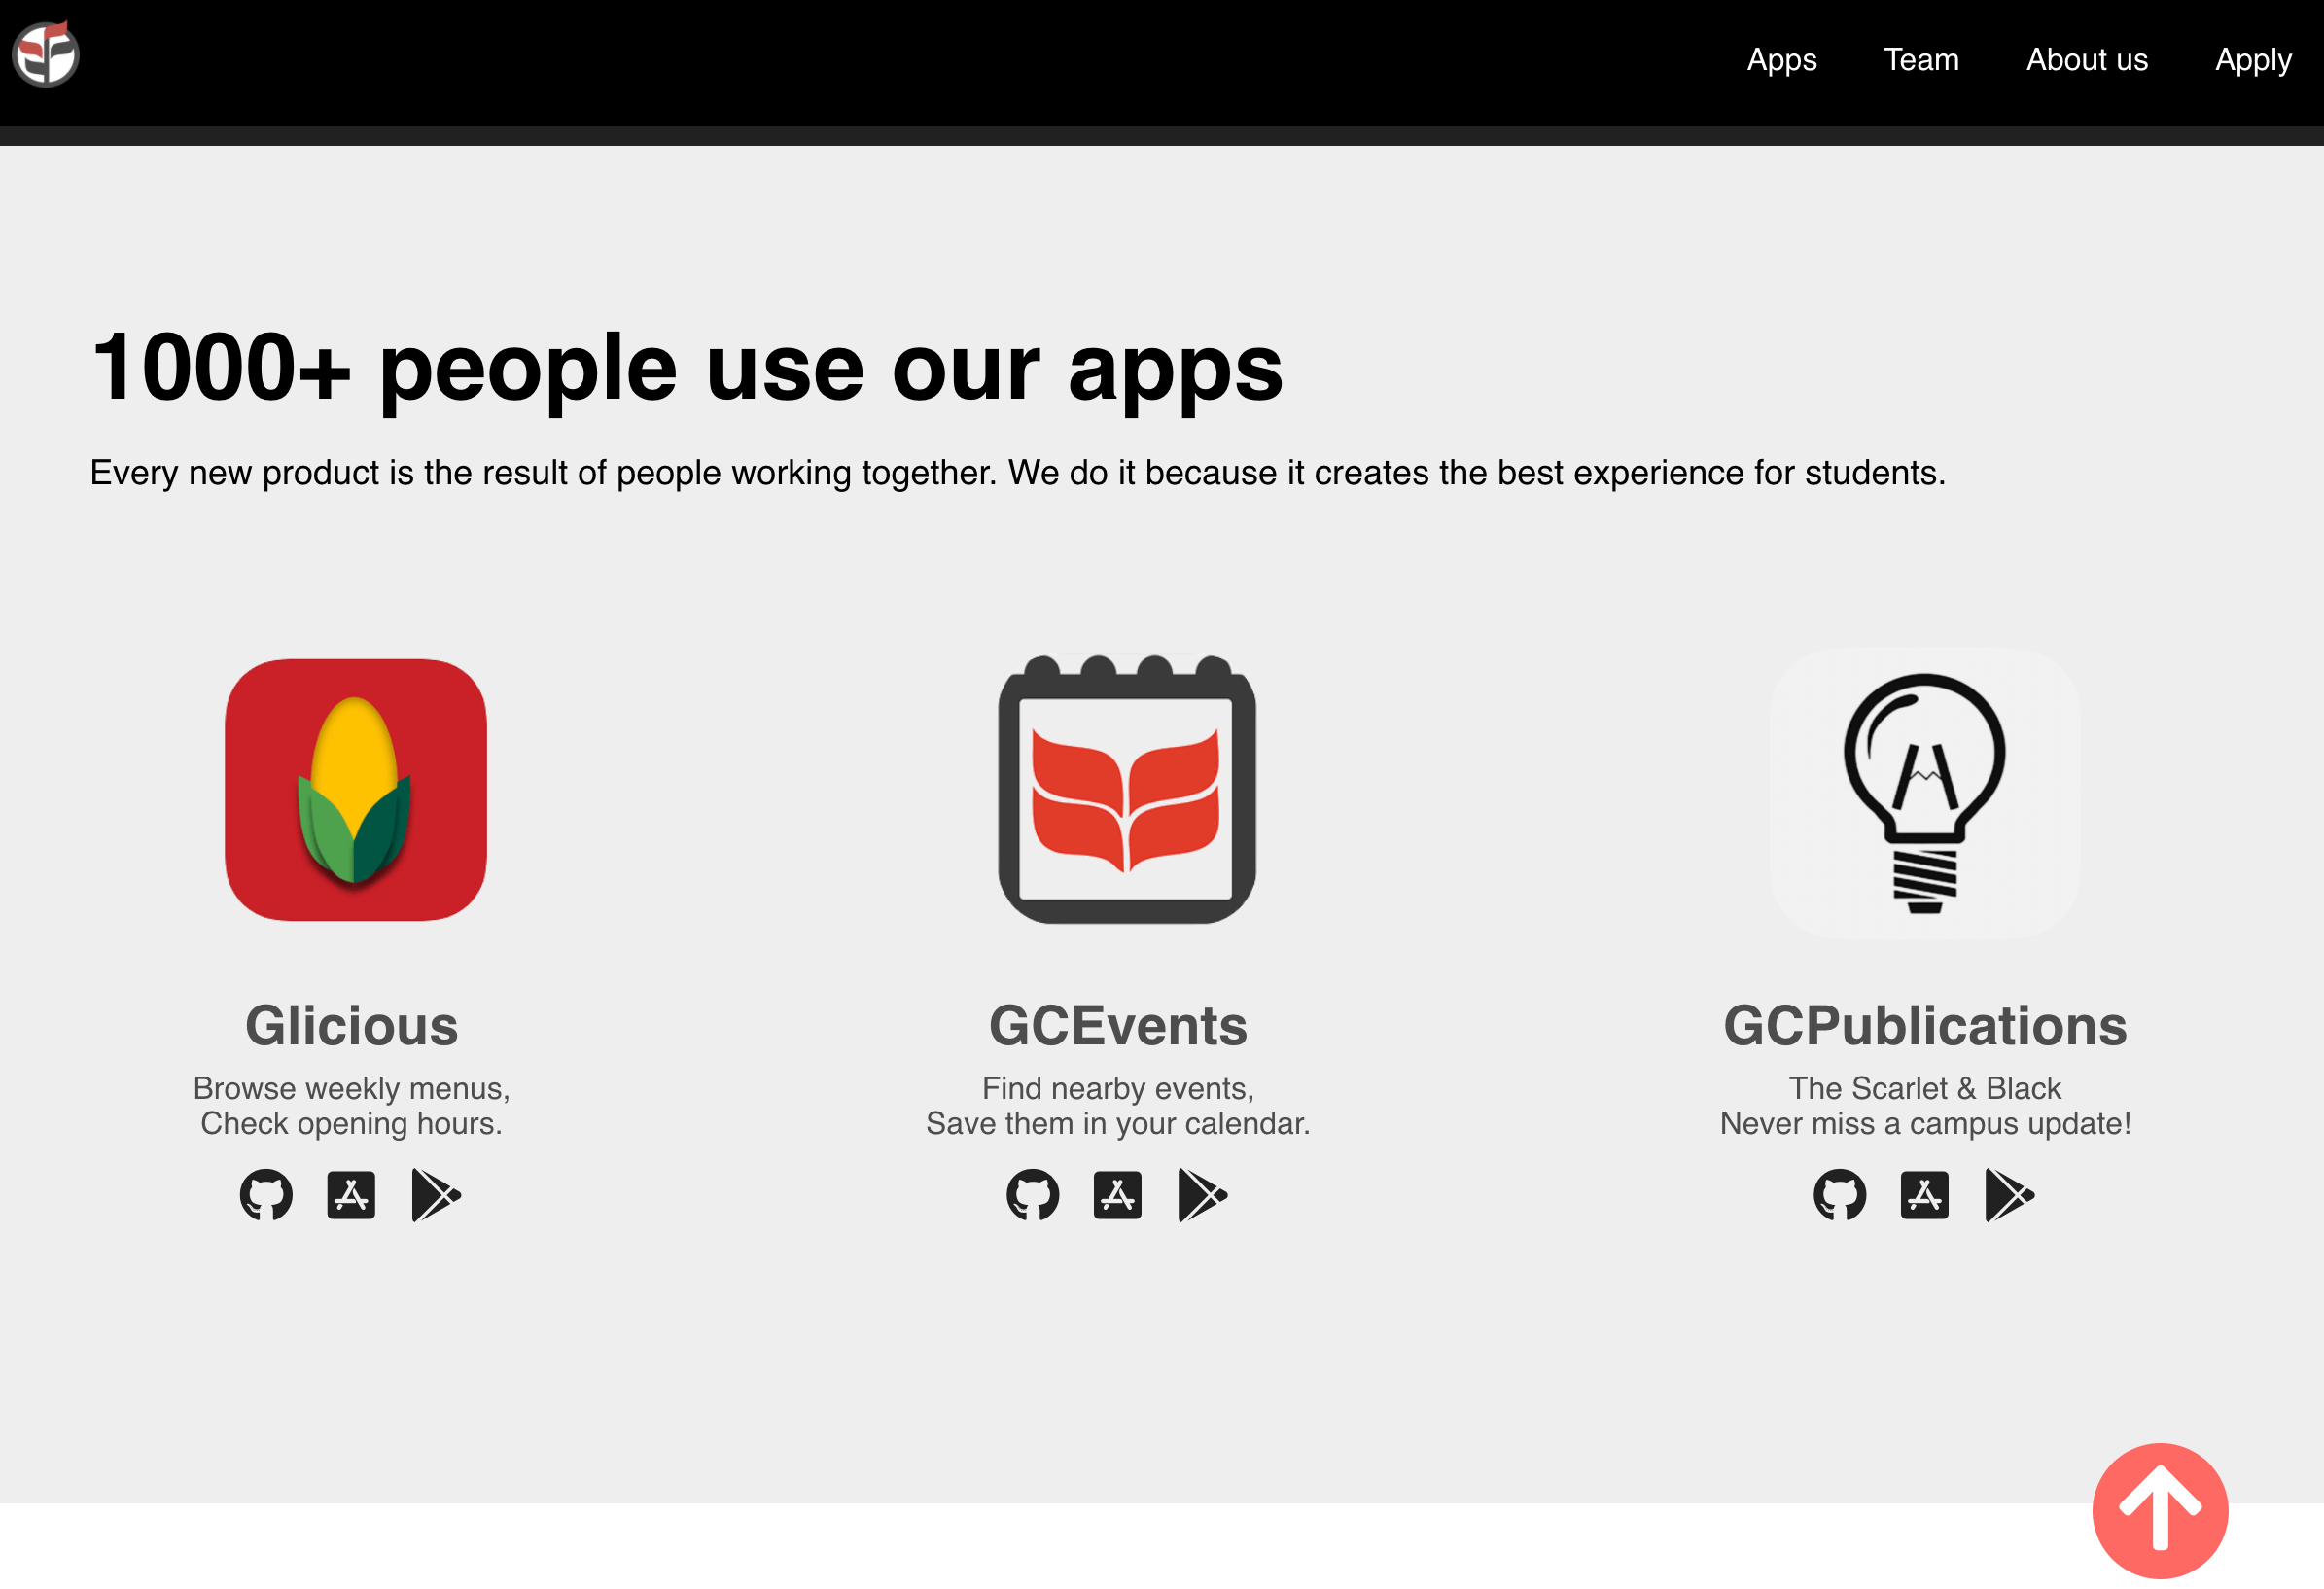 Apps Team About us Apply
1000+ people use our apps
Every new product is the result of people working together. We do it because it creates the best experience for students.
Glicious GCEvents GCPublications
Browse weekly menus, Find nearby events, The Scarlet & Black
Check opening hours. Save them in your calendar. Never miss a campus update!